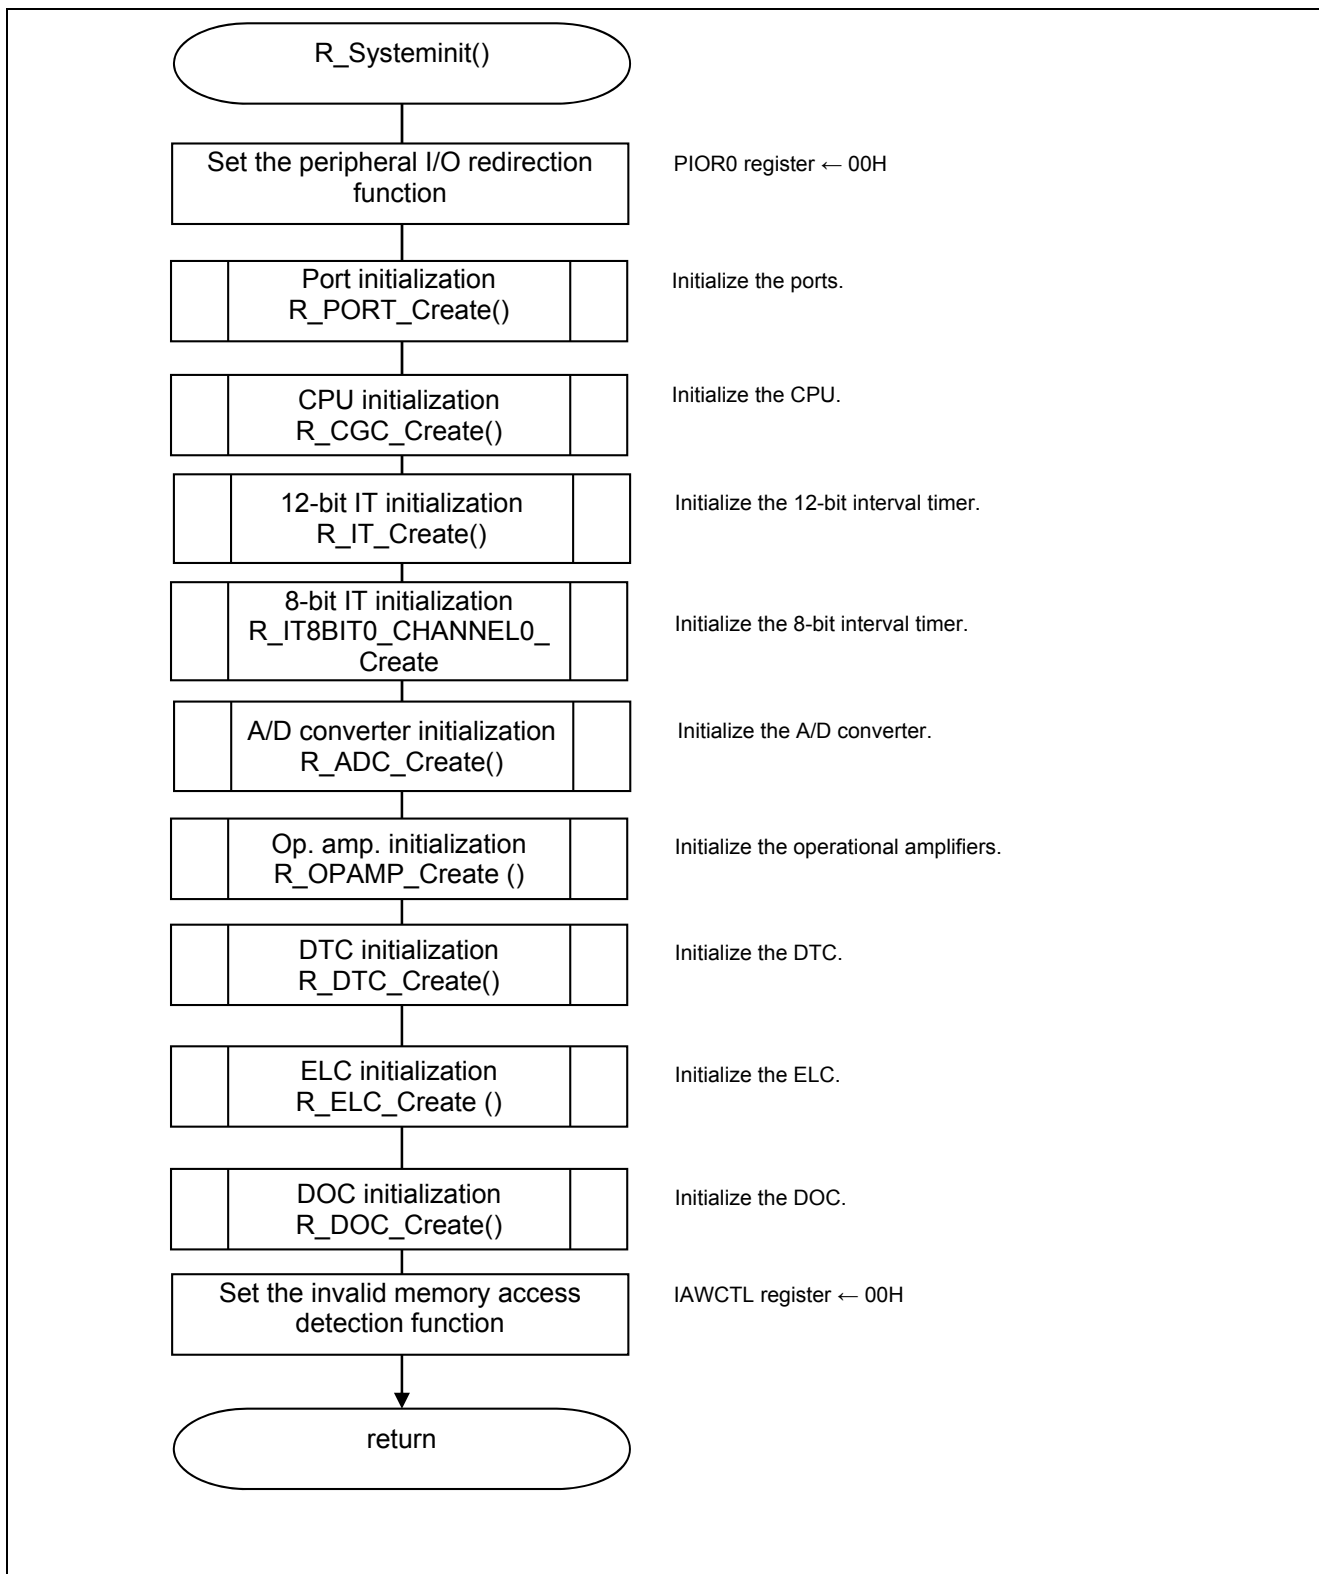 R_Systeminit()
Set the peripheral I/O redirection
function
PIOR0 register ← 00H
Port initialization
R_PORT_Create()
Initialize the ports.
CPU initialization
R_CGC_Create()
Initialize the CPU.
12-bit IT initialization
R_IT_Create()
Initialize the 12-bit interval timer.
8-bit IT initialization
R_IT8BIT0_CHANNEL0_
Create
Initialize the 8-bit interval timer.
A/D converter initialization
R_ADC_Create()
Initialize the A/D converter.
Op. amp. initialization
R_OPAMP_Create ()
Initialize the operational amplifiers.
DTC initialization
R_DTC_Create()
Initialize the DTC.
ELC initialization
R_ELC_Create ()
Initialize the ELC.
DOC initialization
R_DOC_Create()
Initialize the DOC.
Set the invalid memory access
detection function
IAWCTL register ← 00H
return